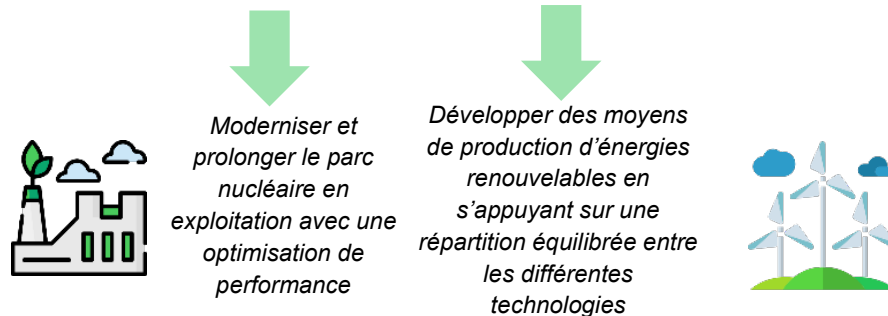 Moderniser et
prolonger le parc
nucléaire en
exploitation avec une
optimisation de
performance
Développer des moyens
de production d’énergies
renouvelables en
s’appuyant sur une
répartition équilibrée entre
les différentes
technologies